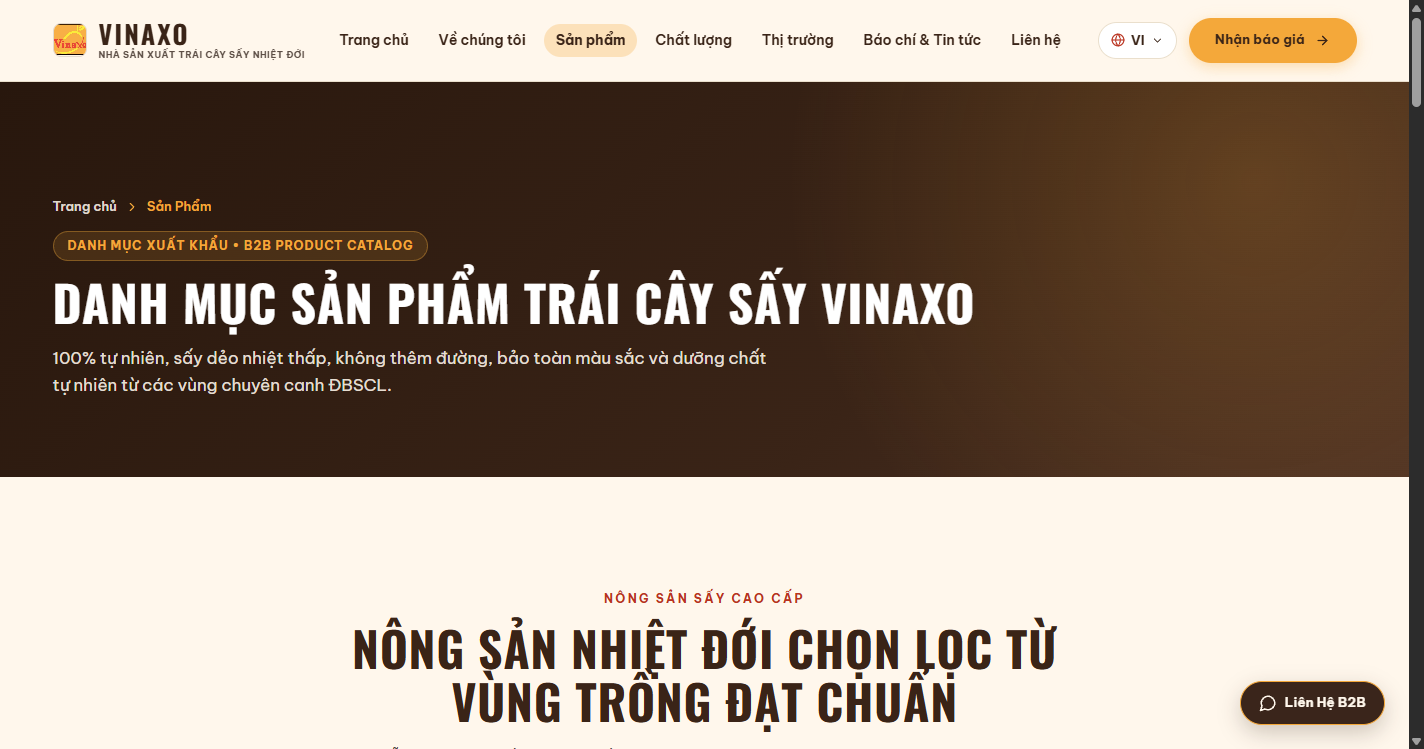 Vinaxo
VINAXO
NHÀ SẢN XUẤT TRÁI CÂY SẤY NHIỆT ĐỚI
Trang chủ
Về chúng tôi
Sản phẩm
Chất lượng
Thị trường
Báo chí & Tin tức
Liên hệ
VI
Nhận báo giá
Trang chủ > Sản Phẩm
DANH MỤC XUẤT KHẨU • B2B PRODUCT CATALOG
DANH MỤC SẢN PHẨM TRÁI CÂY SẤY VINAXO
100% tự nhiên, sấy dẻo nhiệt thấp, không thêm đường, bảo toàn màu sắc và dưỡng chất
tự nhiên từ các vùng chuyên canh ĐBSCL.
NÔNG SẢN SẤY CAO CẤP
NÔNG SẢN NHIỆT ĐỚI CHỌN LỌC TỪ
VÙNG TRỒNG ĐẠT CHUẨN
Liên Hệ B2B